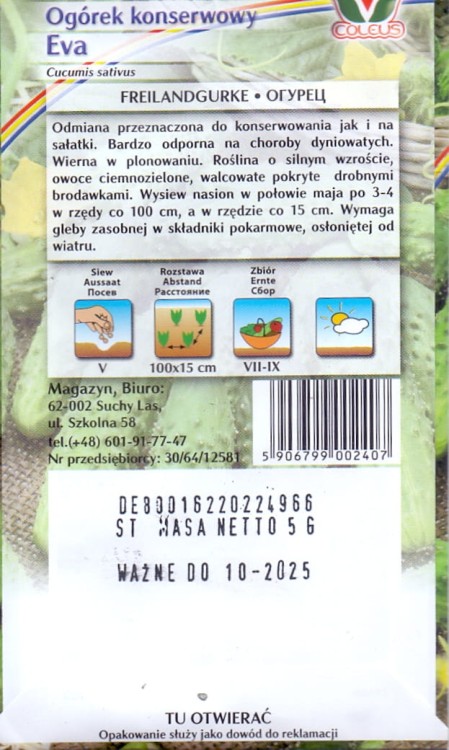 Ogórek konserwowy
COLEUS
Eva
Cucumis sativus
FREILANDGURKE • ОГУРЕЦ
Odmiana przeznaczona do konserwowania jak i na
sałatki. Bardzo odporna na choroby dyniowatych.
Wierna w plonowaniu. Roślina o silnym wzroście,
owoce ciemnozielone, walcowate pokryte drobnymi
brodawkami. Wysiew nasion w połowie maja po 3-4
w rzędy co 100 cm, a w rzędzie co 15 cm. Wymaga
gleby zasobnej w składniki pokarmowe, osłoniętej od
wiatru.
Siew
Aussaat
Посев
Rozstawa
Abstand
Расстояние
Zbiór
Ernte
Сбор
V
100x15 cm
VII-IX
Magazyn, Biuro:
62-002 Suchy Las,
ul. Szkolna 58
tel.(+48) 601-91-77-47
Nr przedsiębiorcy: 30/64/12581
5 906799 002407
DE80016220224966
ST MASA NETTO 5 G
WAŻNE DO 10-2025
TU OTWIERAĆ
Opakowanie służy jako dowód do reklamacji